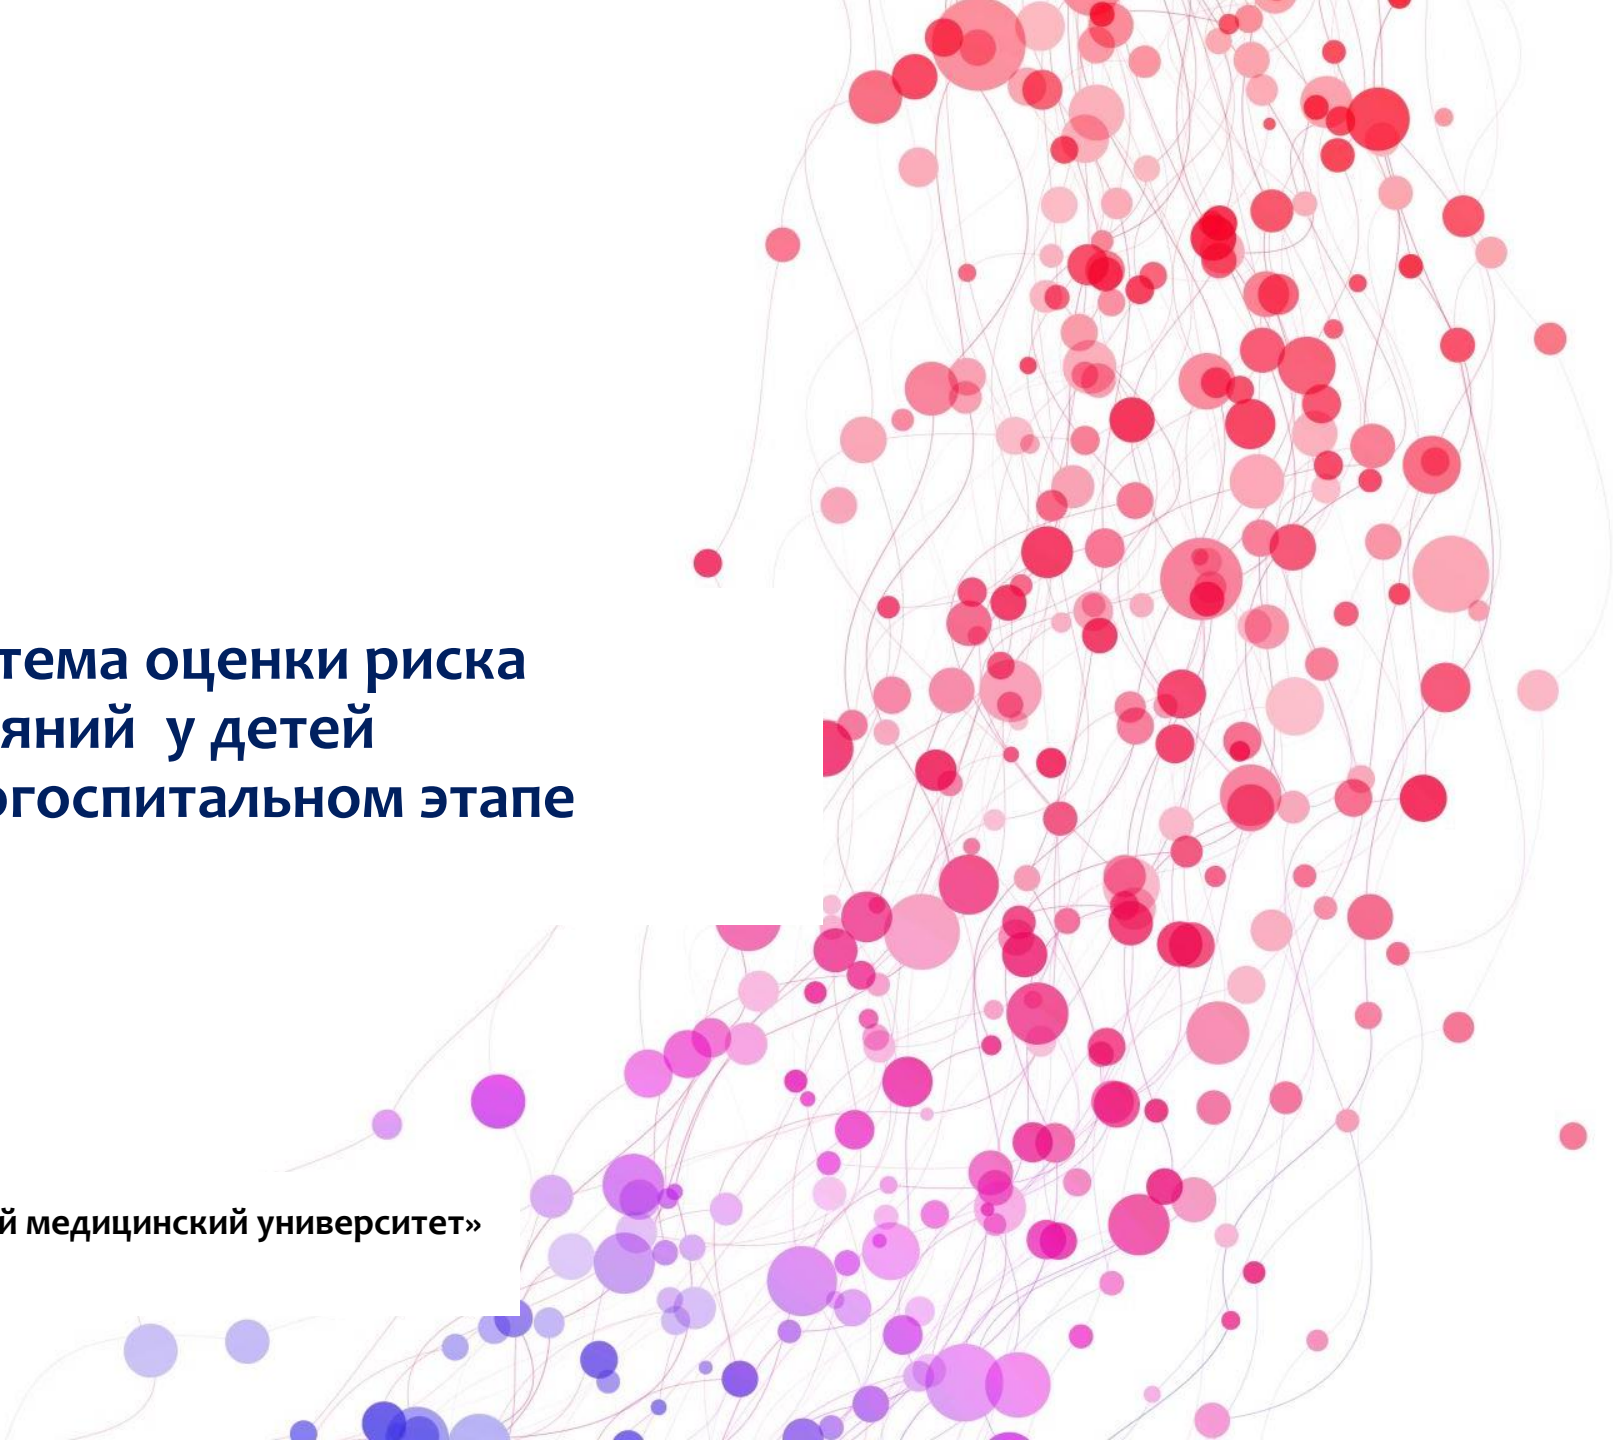 тема оценки риска
яний у детей
огоспитальном этапе
й медицинский университет»